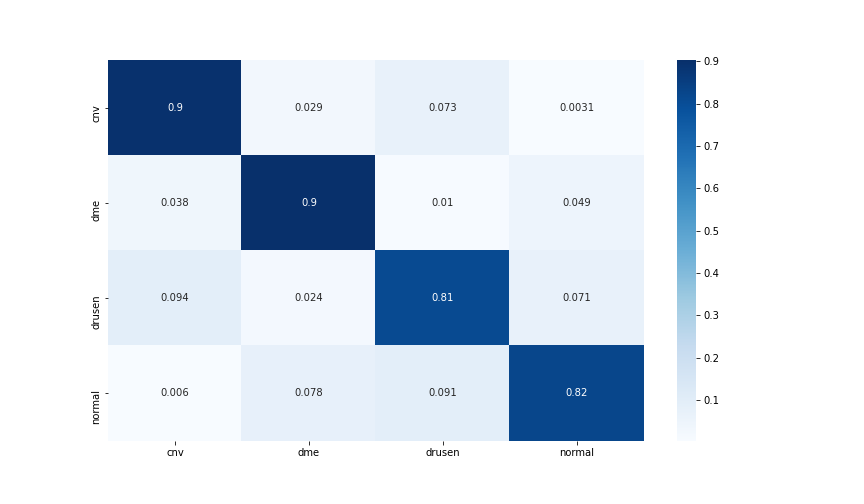 cnv 0.9 0.029 0.073 0.0031
dme 0.038 0.9 0.01 0.049
drusen 0.094 0.024 0.81 0.071
normal 0.006 0.078 0.091 0.82
cnv dme drusen normal
0.9
0.8
0.7
0.6
0.5
0.4
0.3
0.2
0.1